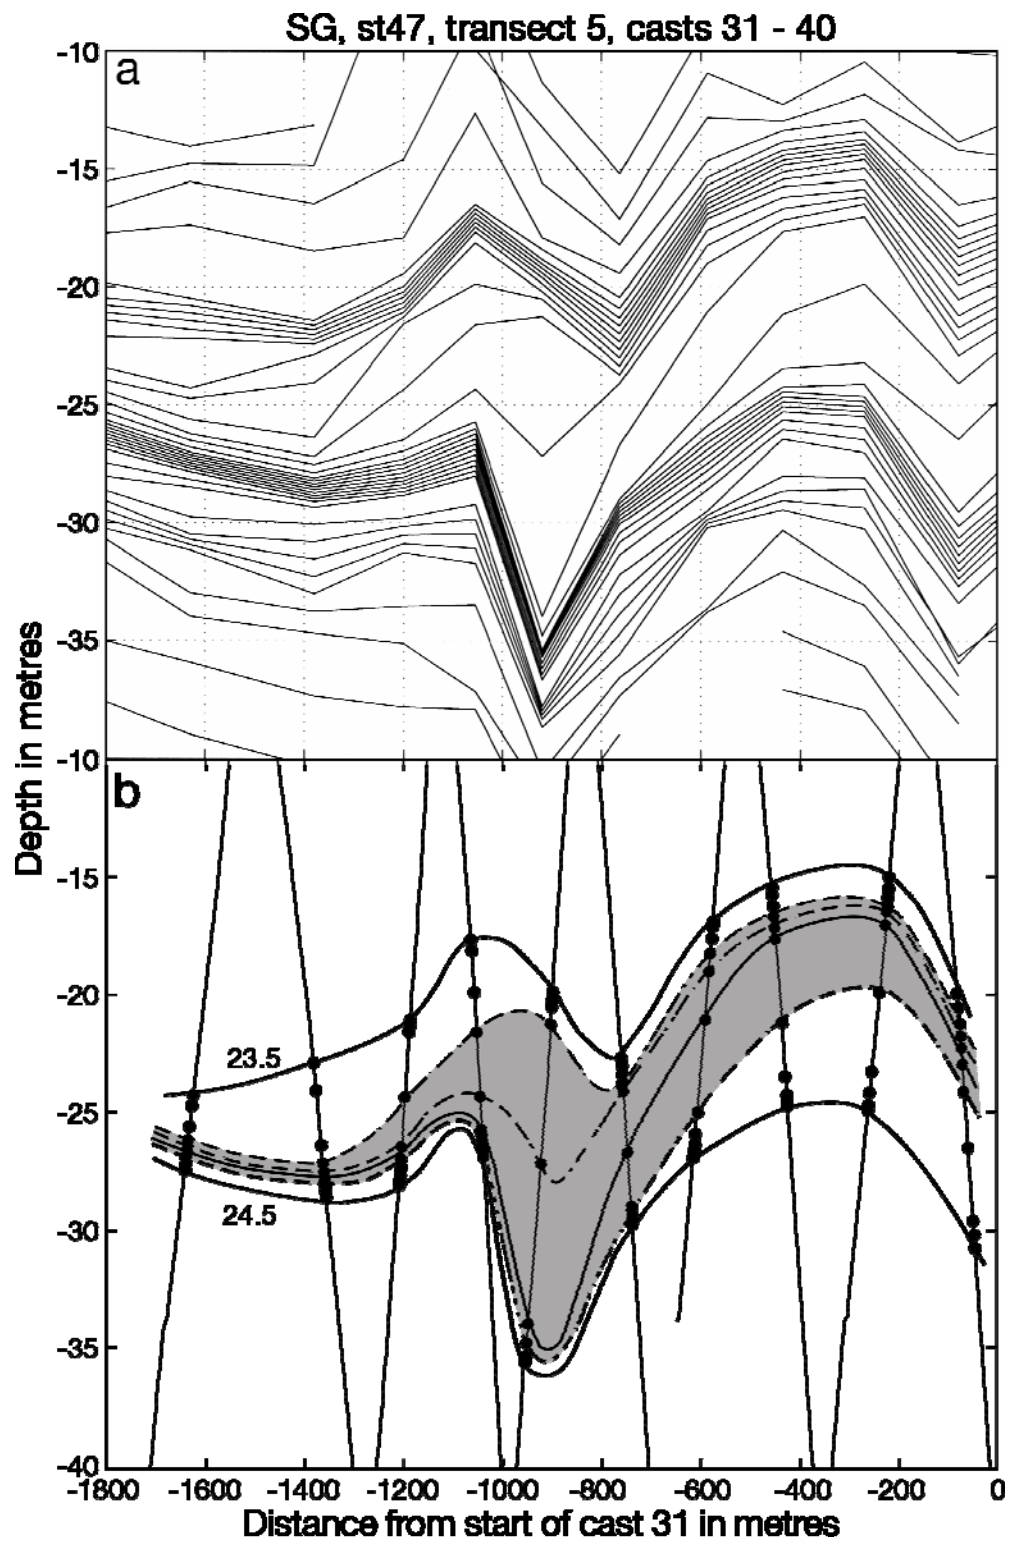 SG, st47, transect 5, casts 31 - 40
-10
a
-15
-20
-25
-30
-35
-10
Depth in metres
b
-15
-20
23.5
-25
24.5
-30
-35
-40
-1800 -1600 -1400 -1200 -1000 -800 -600 -400 -200 0
Distance from start of cast 31 in metres